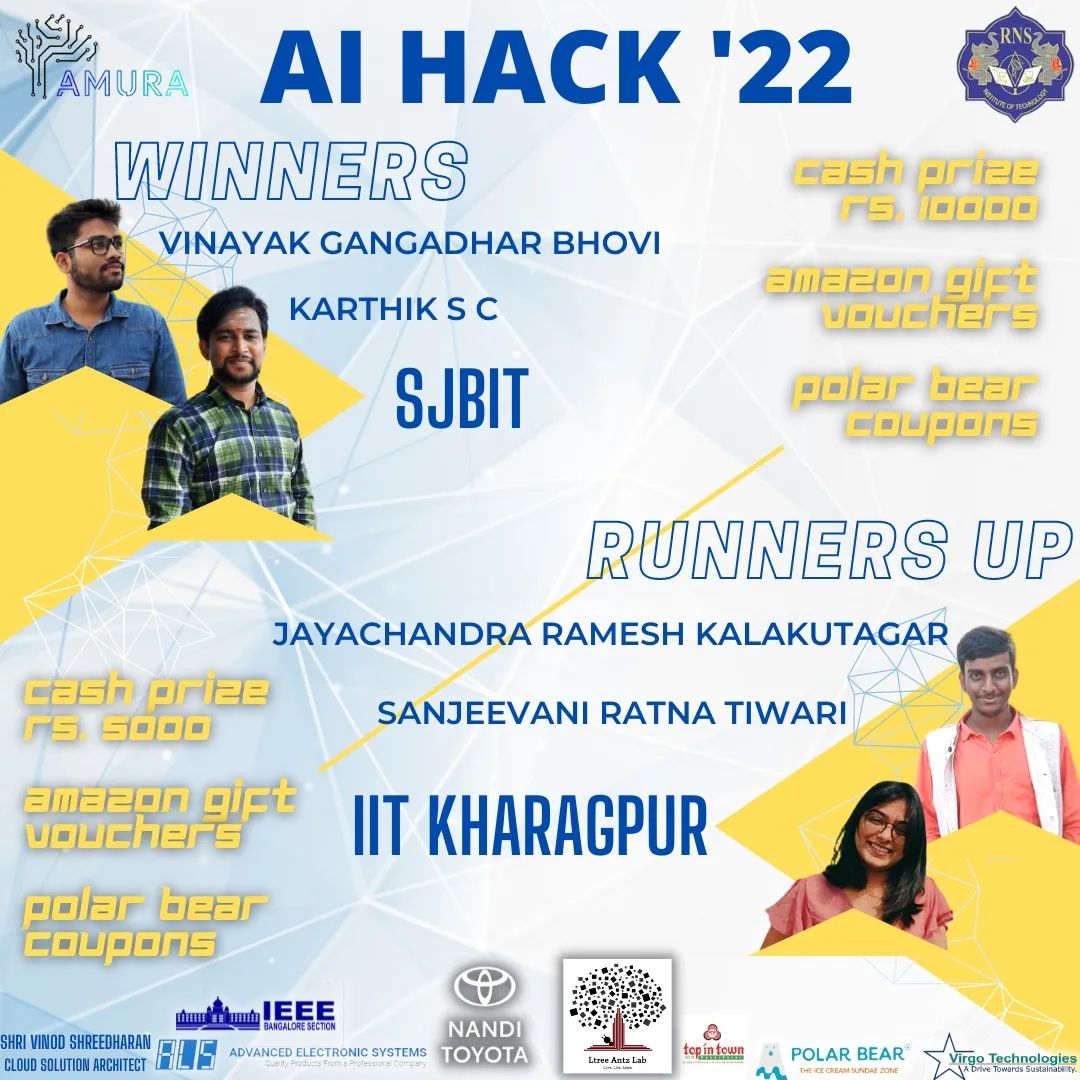 AMURA
AI HACK '22
RNS
INSTITUTE OF TECHNOLOGY
WINNERS
VINAYAK GANGADHAR BHOVI
KARTHIK S C
SJBIT
cash prize
rs. 10000
amazon gift
vouchers
polar bear
coupons
RUNNERS UP
JAYACHANDRA RAMESH KALAKUTAGAR
SANJEEVANI RATNA TIWARI
IIT KHARAGPUR
cash prize
rs. 5000
amazon gift
vouchers
polar bear
coupons
SHRI VINOD SHREEDHARAN
CLOUD SOLUTION ARCHITECT
IEEE
BANGALORE SECTION
ADVANCED ELECTRONIC SYSTEMS
Quality Products From a Professional Company
NANDI
TOYOTA
Ltree Antz Lab
Live. Live. Learn
top in town
POLAR BEAR®
THE ICE CREAM SUNDAE ZONE
Virgo Technologies
A Drive Towards Sustainability.